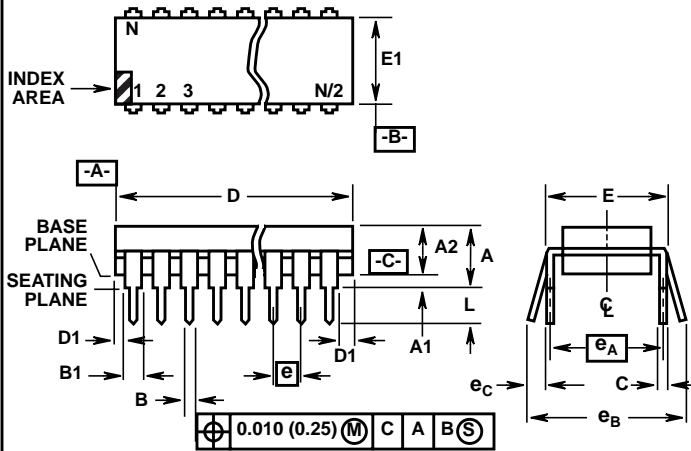 N
E1
INDEX
AREA
1 2 3 N/2
-B-
-A-
D
E
BASE
PLANE
A2
A
-C-
SEATING
PLANE
L
C
L
D1
D1
A1
eA
B1
e
eC
C
B
eB
0.010 (0.25) M C A B S